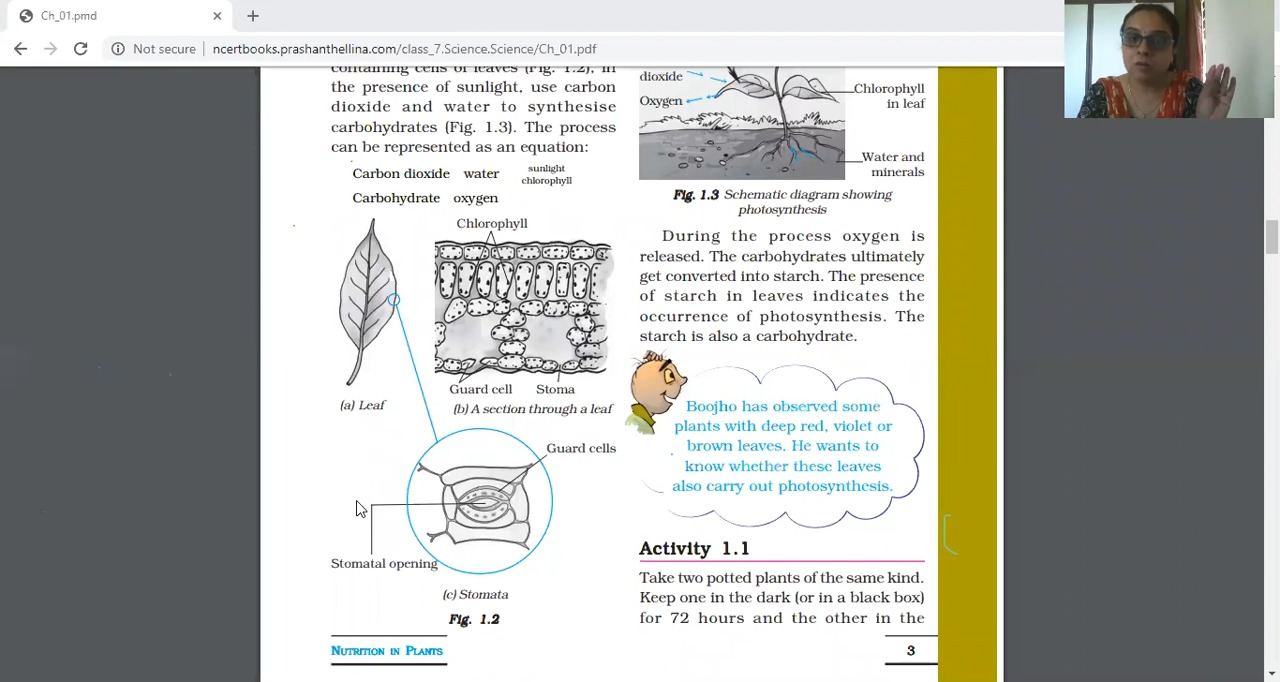 Ch_01.pmd
Not secure
ncertbooks.prashanthellina.com/class_7.Science.Science/Ch_01.pdf
containing cells of leaves (Fig. 1.2), in
the presence of sunlight, use carbon
dioxide and water to synthesise
carbohydrates (Fig. 1.3). The process
can be represented as an equation:
Carbon dioxide water sunlight
chlorophyll
Carbohydrate oxygen
Chlorophyll
Guard cell Stoma
(a) Leaf
(b) A section through a leaf
Guard cells
Stomatal opening
(c) Stomata
Fig. 1.2
NUTRITION IN PLANTS
dioxide
Oxygen
Chlorophyll
in leaf
Water and
minerals
Fig. 1.3 Schematic diagram showing
photosynthesis
During the process oxygen is
released. The carbohydrates ultimately
get converted into starch. The presence
of starch in leaves indicates the
occurrence of photosynthesis. The
starch is also a carbohydrate.
Boojho has observed some
plants with deep red, violet or
brown leaves. He wants to
know whether these leaves
also carry out photosynthesis.
Activity 1.1
Take two potted plants of the same kind.
Keep one in the dark (or in a black box)
for 72 hours and the other in the
3